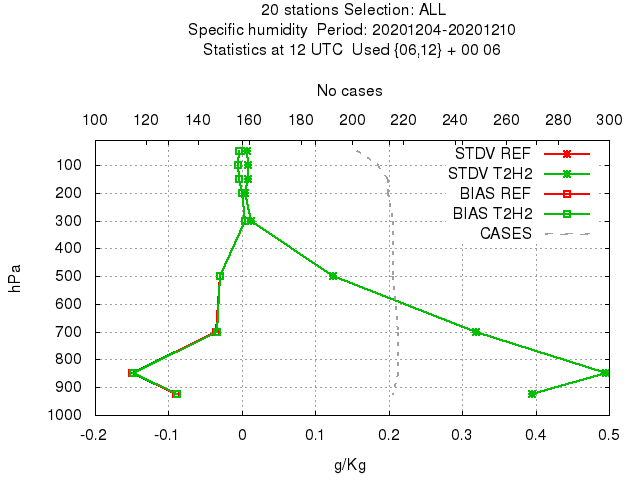 20 stations Selection: ALL
Specific humidity  Period: 20201204-20201210
Statistics at 12 UTC  Used {06,12} + 00 06
No cases
100 120 140 160 180 200 220 240 260 280 300
STDV REF
STDV T2H2
BIAS REF
BIAS T2H2
CASES
100
200
300
400
500
600
700
800
900
1000
hPa
-0.2 -0.1 0 0.1 0.2 0.3 0.4 0.5
g/Kg